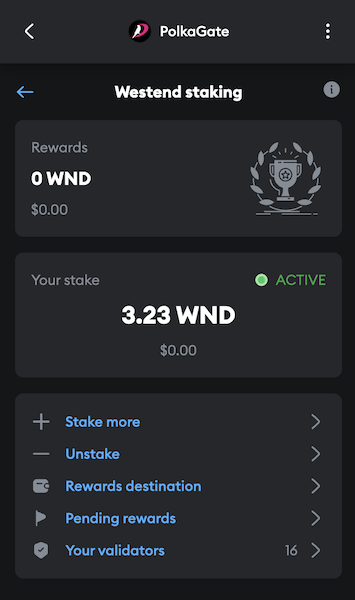 PolkaGate
Westend staking
Rewards
0 WND
$0.00
Your stake
ACTIVE
3.23 WND
$0.00
Stake more
Unstake
Rewards destination
Pending rewards
Your validators 16